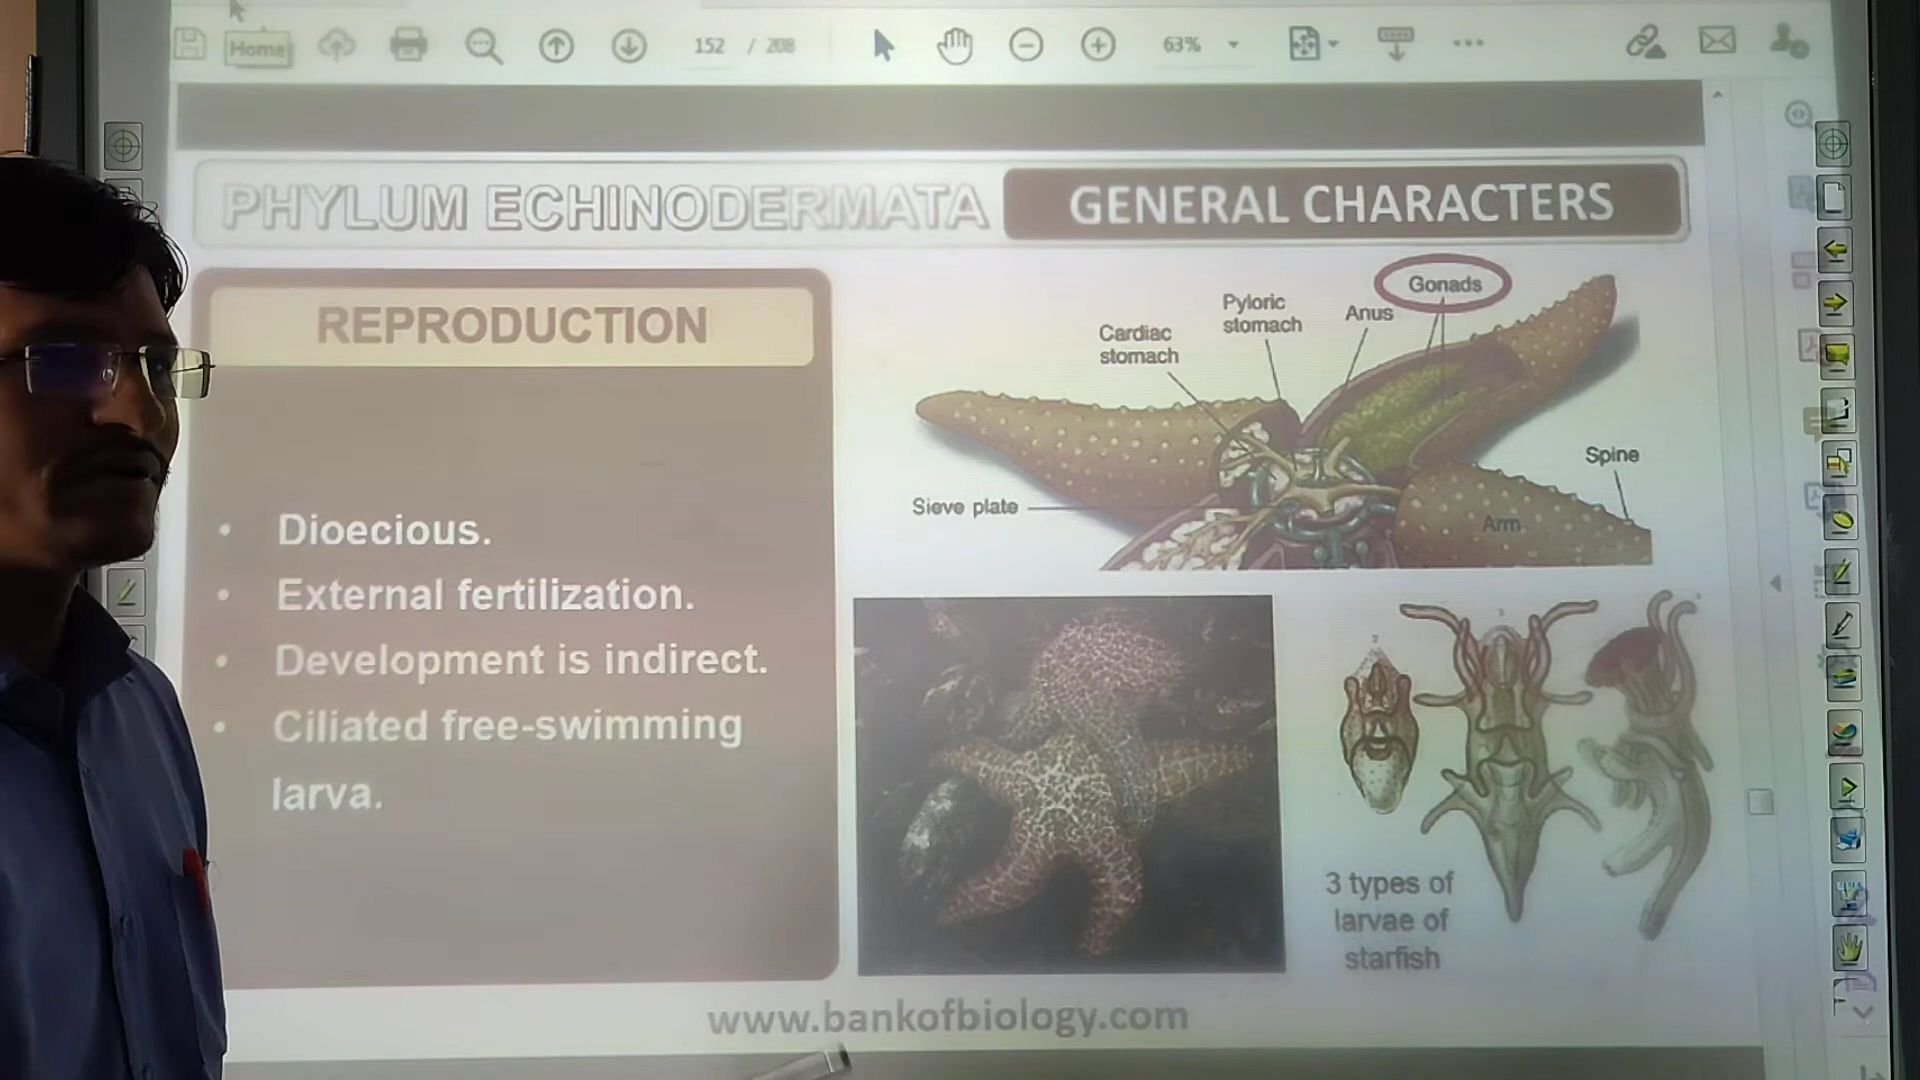 Home
152 / 208
63%
PHYLUM ECHINODERMATA
GENERAL CHARACTERS
REPRODUCTION
• Dioecious.
• External fertilization.
• Development is indirect.
• Ciliated free-swimming
larva.
Gonads
Pyloric
stomach
Anus
Cardiac
stomach
Spine
Sieve plate
Arm
3 types of
larvae of
starfish
www.bankofbiology.com